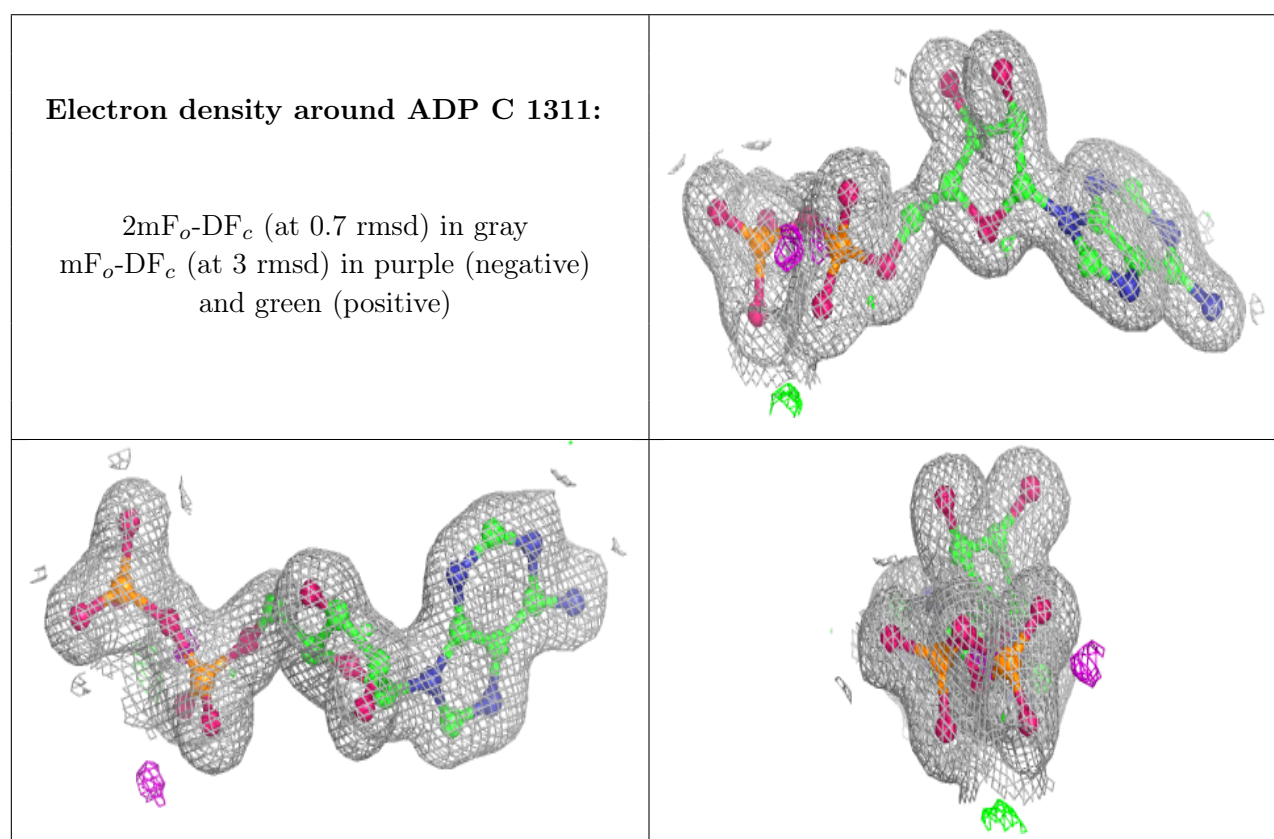 Electron density around ADP C 1311:
2mFₒ-DF𝒸 (at 0.7 rmsd) in gray
mFₒ-DF𝒸 (at 3 rmsd) in purple (negative)
and green (positive)